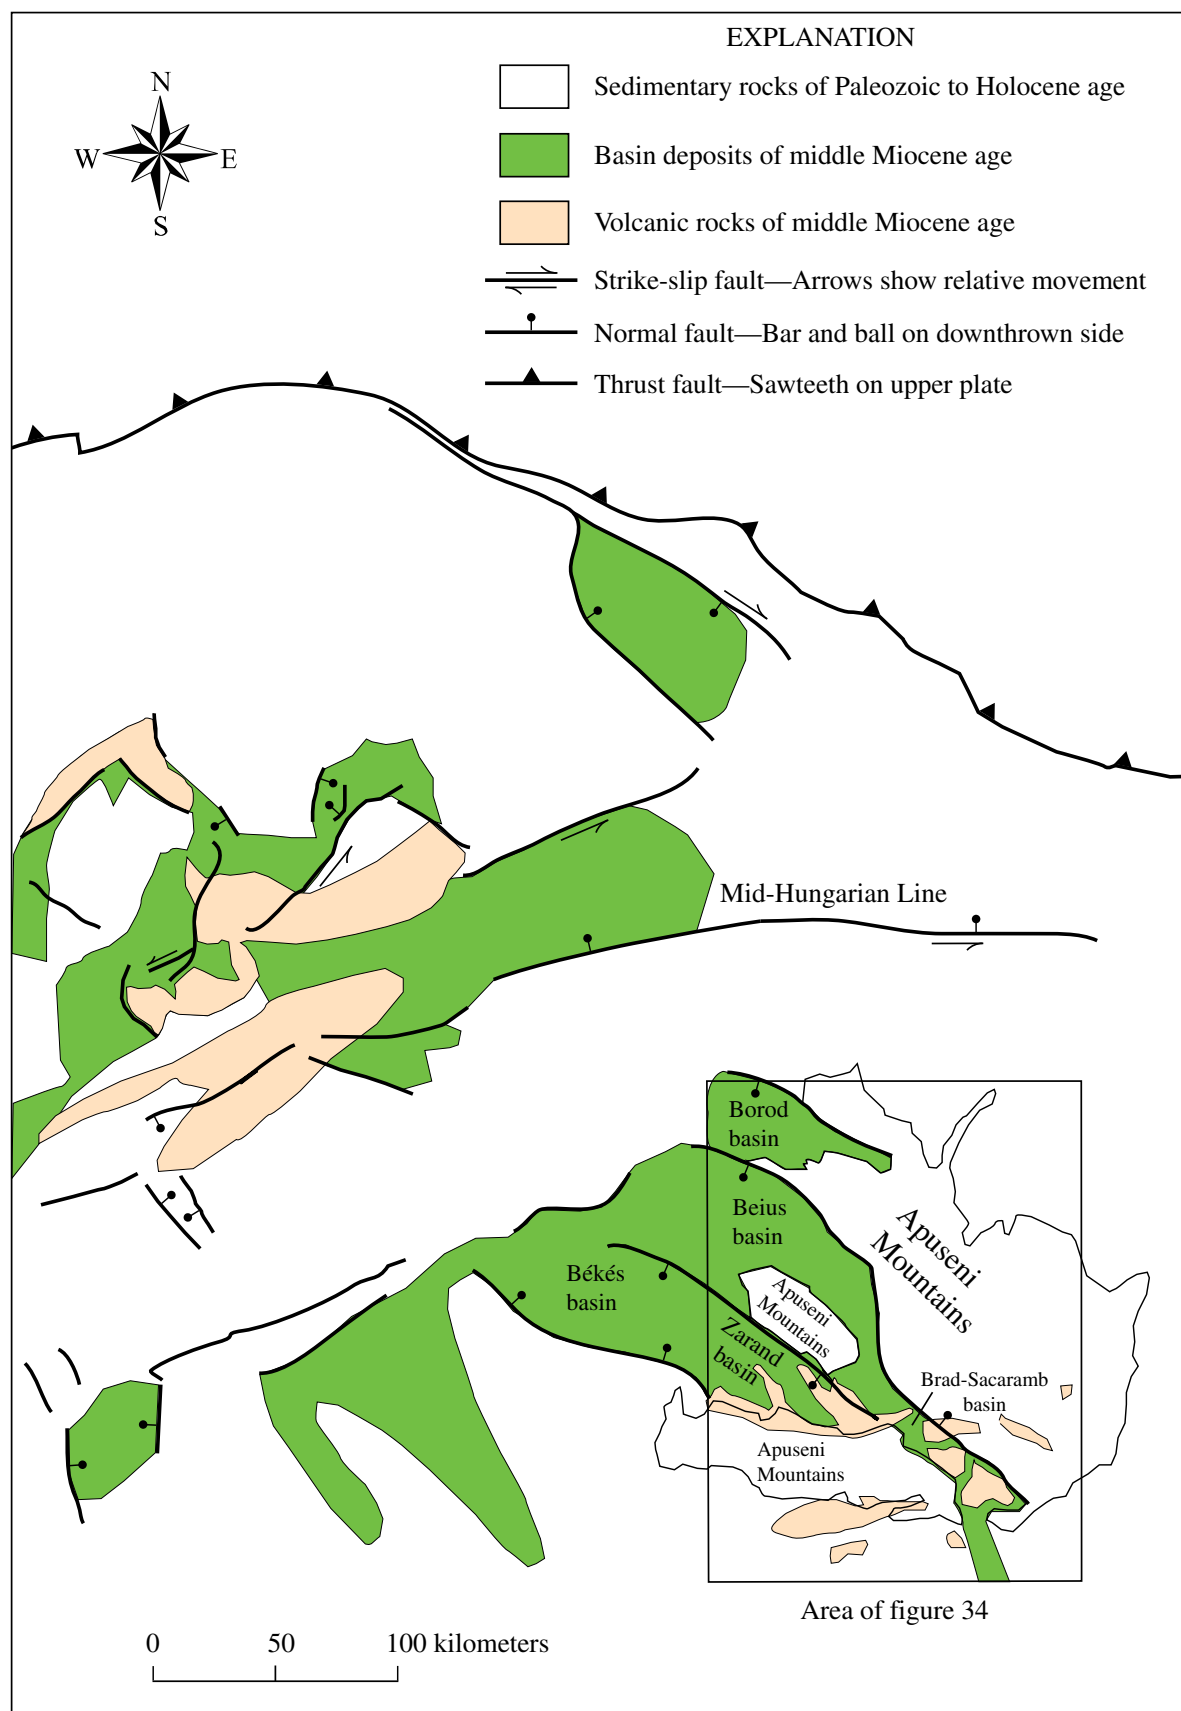 EXPLANATION
N
W
E
S
Sedimentary rocks of Paleozoic to Holocene age
Basin deposits of middle Miocene age
Volcanic rocks of middle Miocene age
Strike-slip fault—Arrows show relative movement
Normal fault—Bar and ball on downthrown side
Thrust fault—Sawteeth on upper plate
Mid-Hungarian Line
Borod
basin
Beius
basin
Apuseni
Mountains
Békés
basin
Apuseni
Mountains
Zarand
basin
Brad-Sacaramb
basin
Apuseni
Mountains
Area of figure 34
0 50 100 kilometers